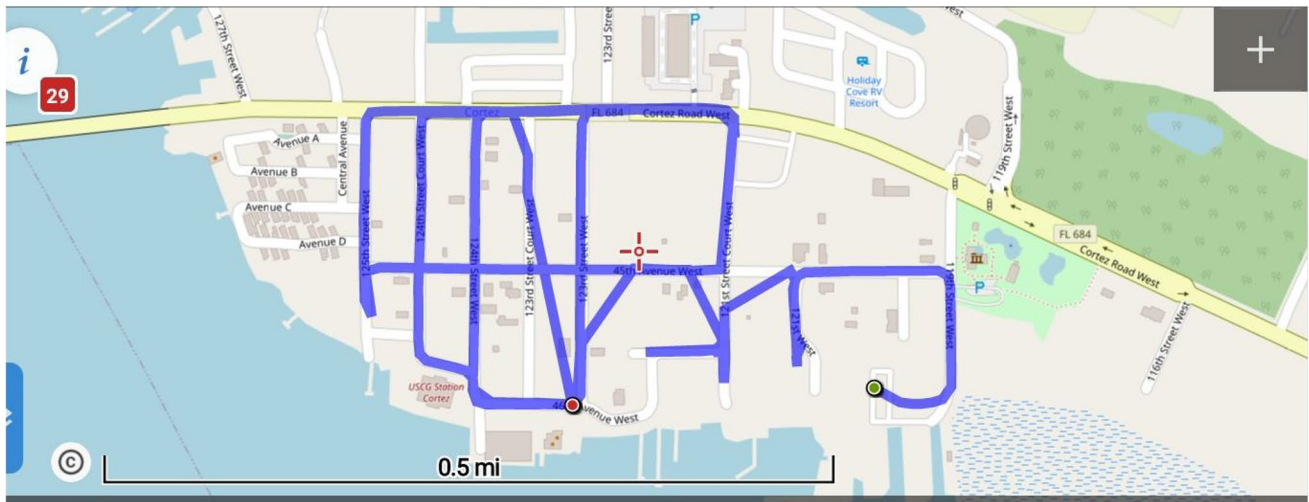 i
29
+
127th Street West
123rd Stree
P
est
Holiday
Cove RV
Resort
Cortez
FL 684
Cortez Road West
119th Street West
Avenue A
Avenue B
Avenue C
Avenue D
Central Avenue
125th Street West
124th Street Court West
124th Street West
123rd Street Court West
123rd Street West
45th Avenue West
121st Street Court West
121st West
119th Street West
FL 684
Cortez Road West
P
116th Street West
USCG Station
Cortez
46
Avenue West
©
0.5 mi